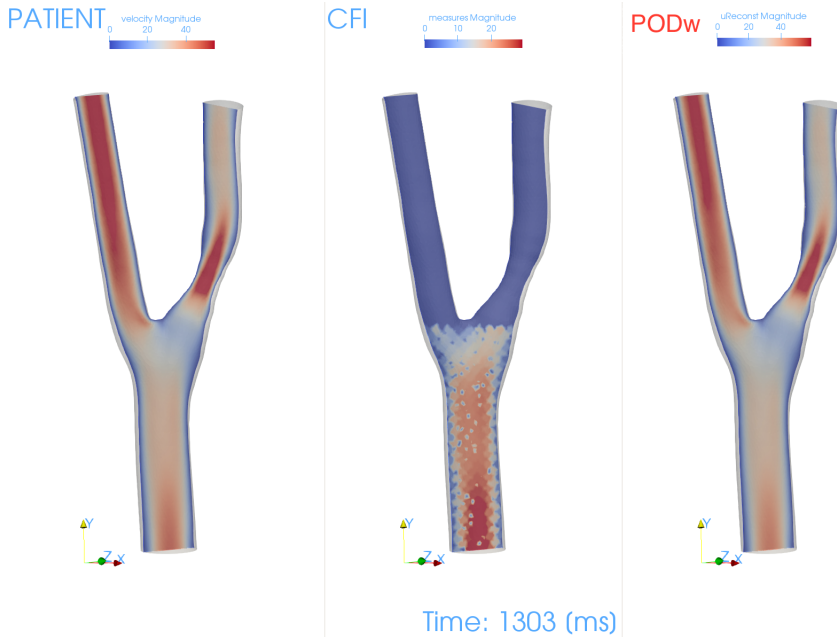 PATIENT
velocity Magnitude
0 20 40
CFI
measures Magnitude
0 10 20
PODw
uReconst Magnitude
0 20 40
Y
Z X
Y
Z X
Y
Z X
Time: 1303 (ms)